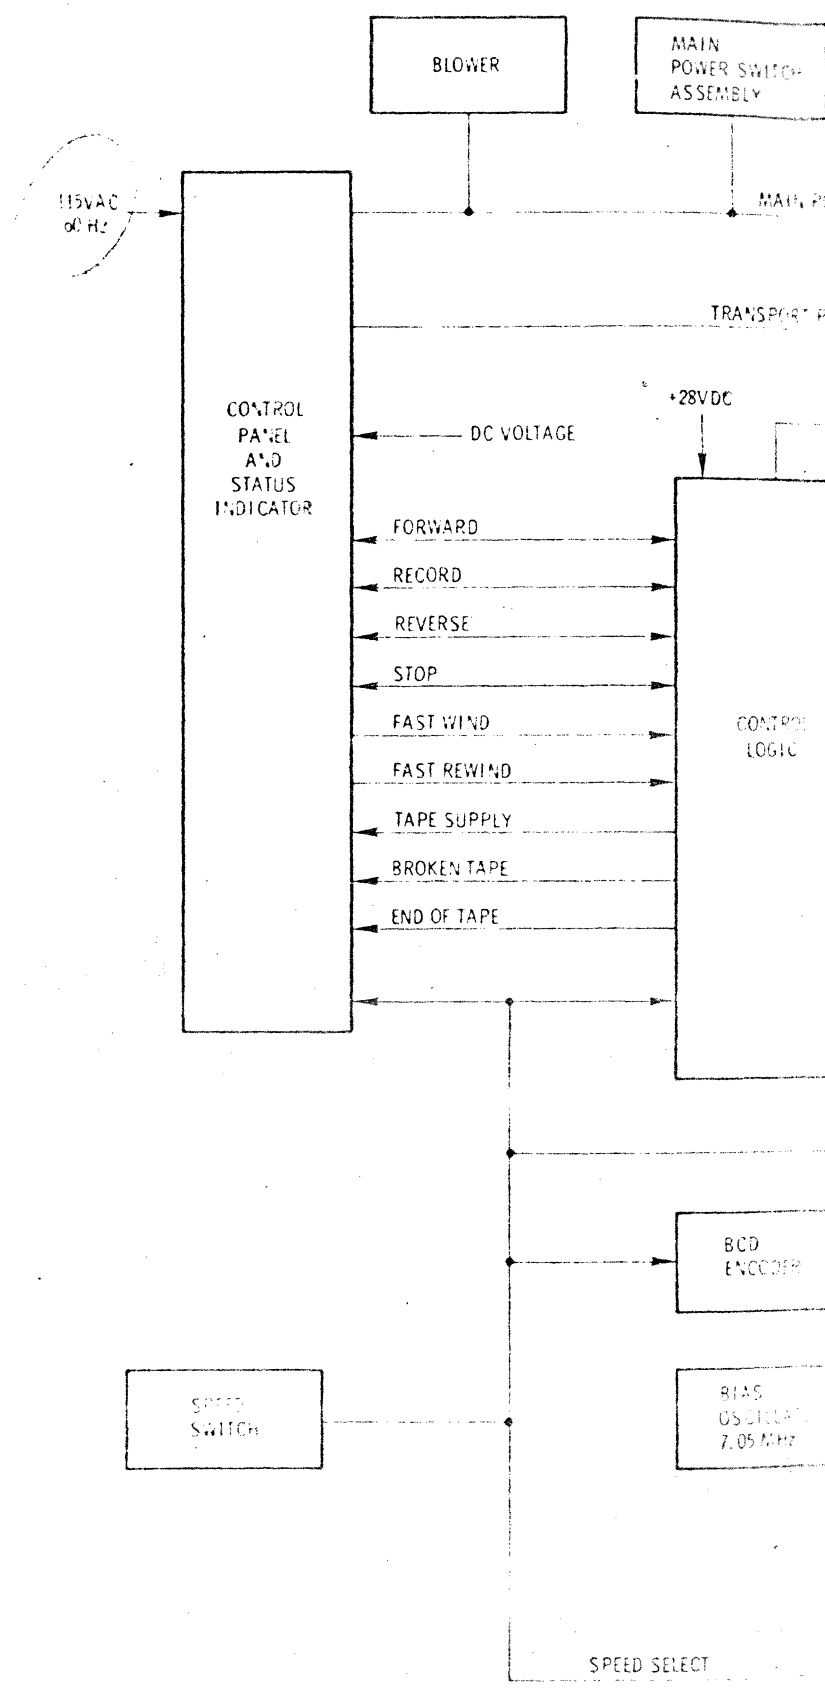 BLOWER
MAIN
POWER SWITCH
ASSEMBLY
115VAC
60 Hz
MAIN
TRANSPORT
+28VDC
CONTROL
PANEL
AND
STATUS
INDICATOR
DC VOLTAGE
FORWARD
RECORD
REVERSE
STOP
FAST WIND
CONTROL
LOGIC
FAST REWIND
TAPE SUPPLY
BROKEN TAPE
END OF TAPE
BCD
ENCODER
SPEED
SWITCH
BIAS
7.05 MHz
SPEED SELECT